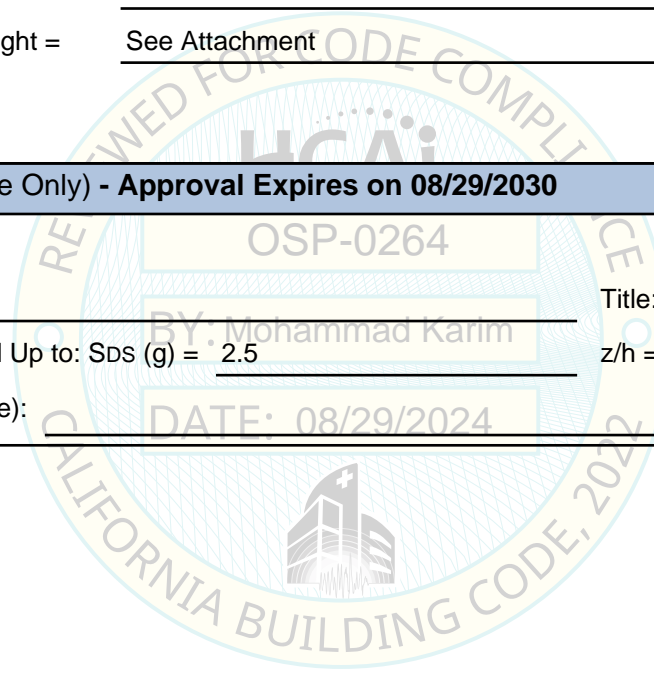 ght = See Attachment
REVIEWED FOR CODE COMPLIANCE
HCAi
e Only) - Approval Expires on 08/29/2030
OSP-0264
Title:
BY: Mohammad Karim
l Up to: SDS (g) = 2.5 z/h =
e):
DATE: 08/29/2024
CALIFORNIA BUILDING CODE, 2022